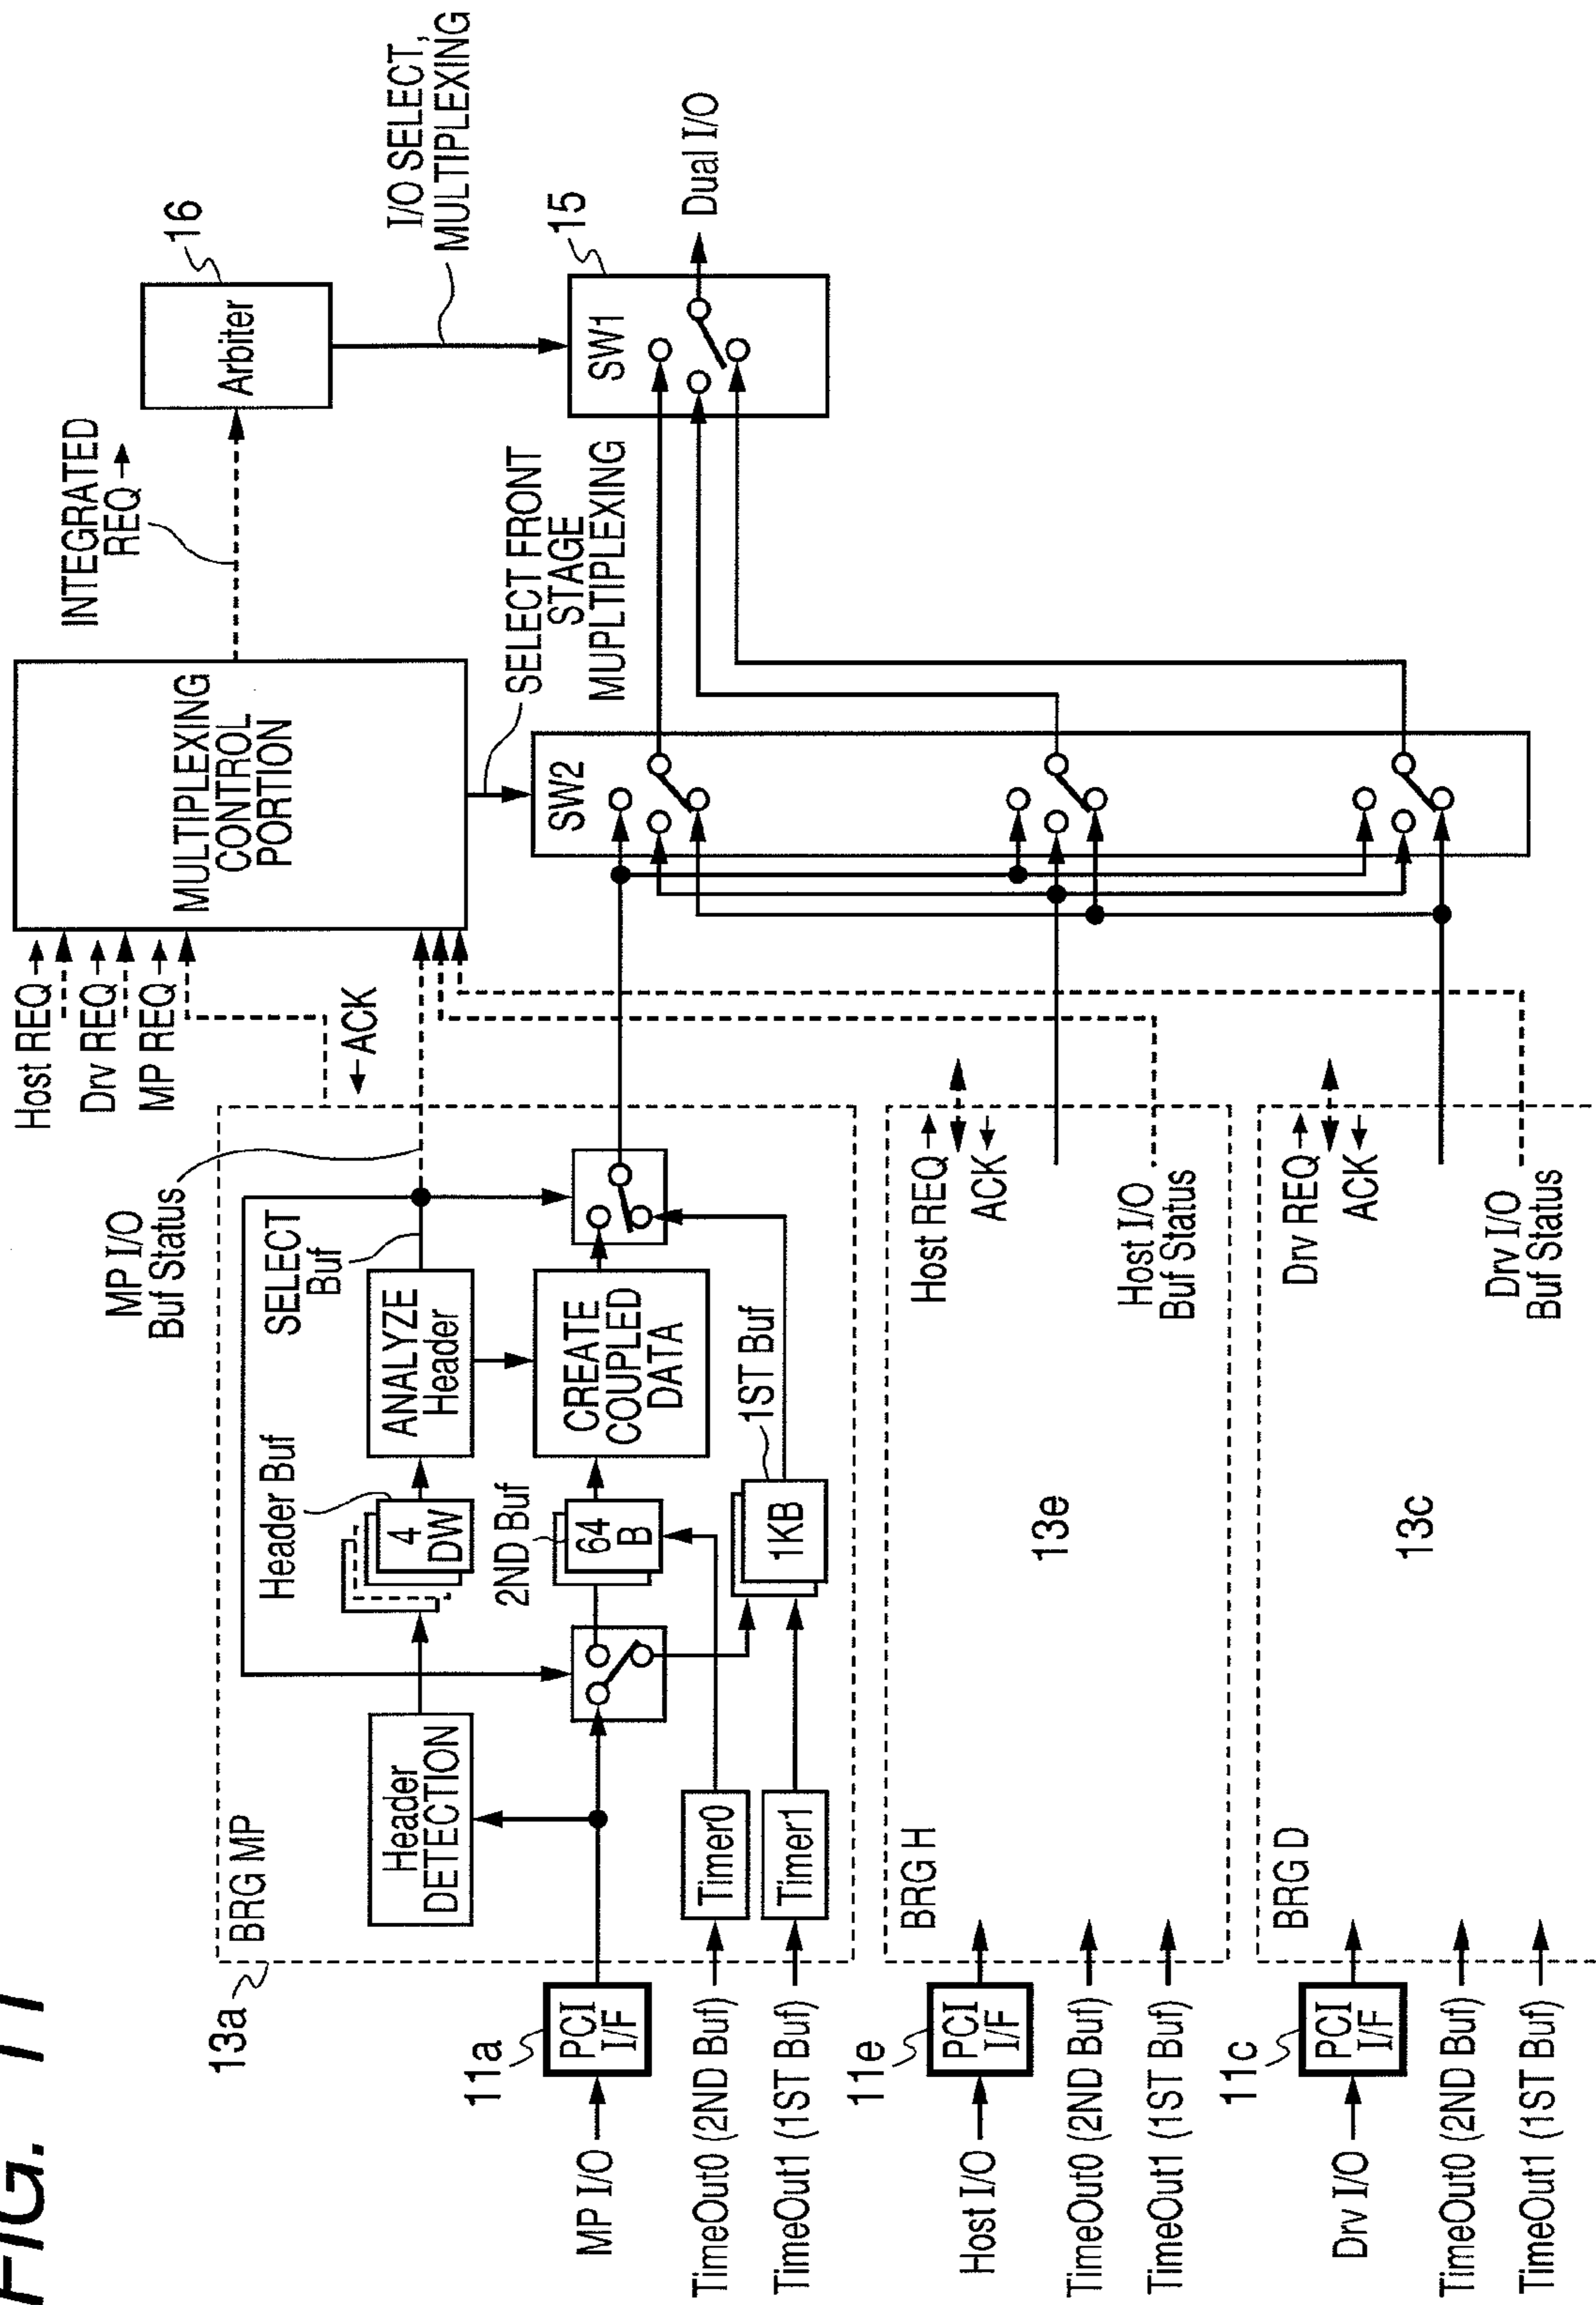 FIG. 11
Host REQ→
Drv REQ→
MP REQ→
←ACK
MULTIPLEXING
CONTROL
PORTION
INTEGRATED
REQ→
Arbiter
16
I/O SELECT,
MULTIPLEXING
SELECT FRONT
STAGE
MUPLTIPLEXING
SW1
15
Dual I/O
SW2
MP I/O
Buf Status
SELECT
Buf
13a
BRG MP
Header
DETECTION
Header Buf
4
DW
ANALYZE
Header
2ND Buf
64
B
CREATE
COUPLED
DATA
1ST Buf
1KB
Timer0
Timer1
11a
PCI
I/F
MP I/O
TimeOut0 (2ND Buf)
TimeOut1 (1ST Buf)
BRG H
13e
Host REQ→
ACK←
Host I/O
Buf Status
11e
PCI
I/F
Host I/O
TimeOut0 (2ND Buf)
TimeOut1 (1ST Buf)
BRG D
13c
Drv REQ→
ACK←
Drv I/O
Buf Status
11c
PCI
I/F
Drv I/O
TimeOut0 (2ND Buf)
TimeOut1 (1ST Buf)